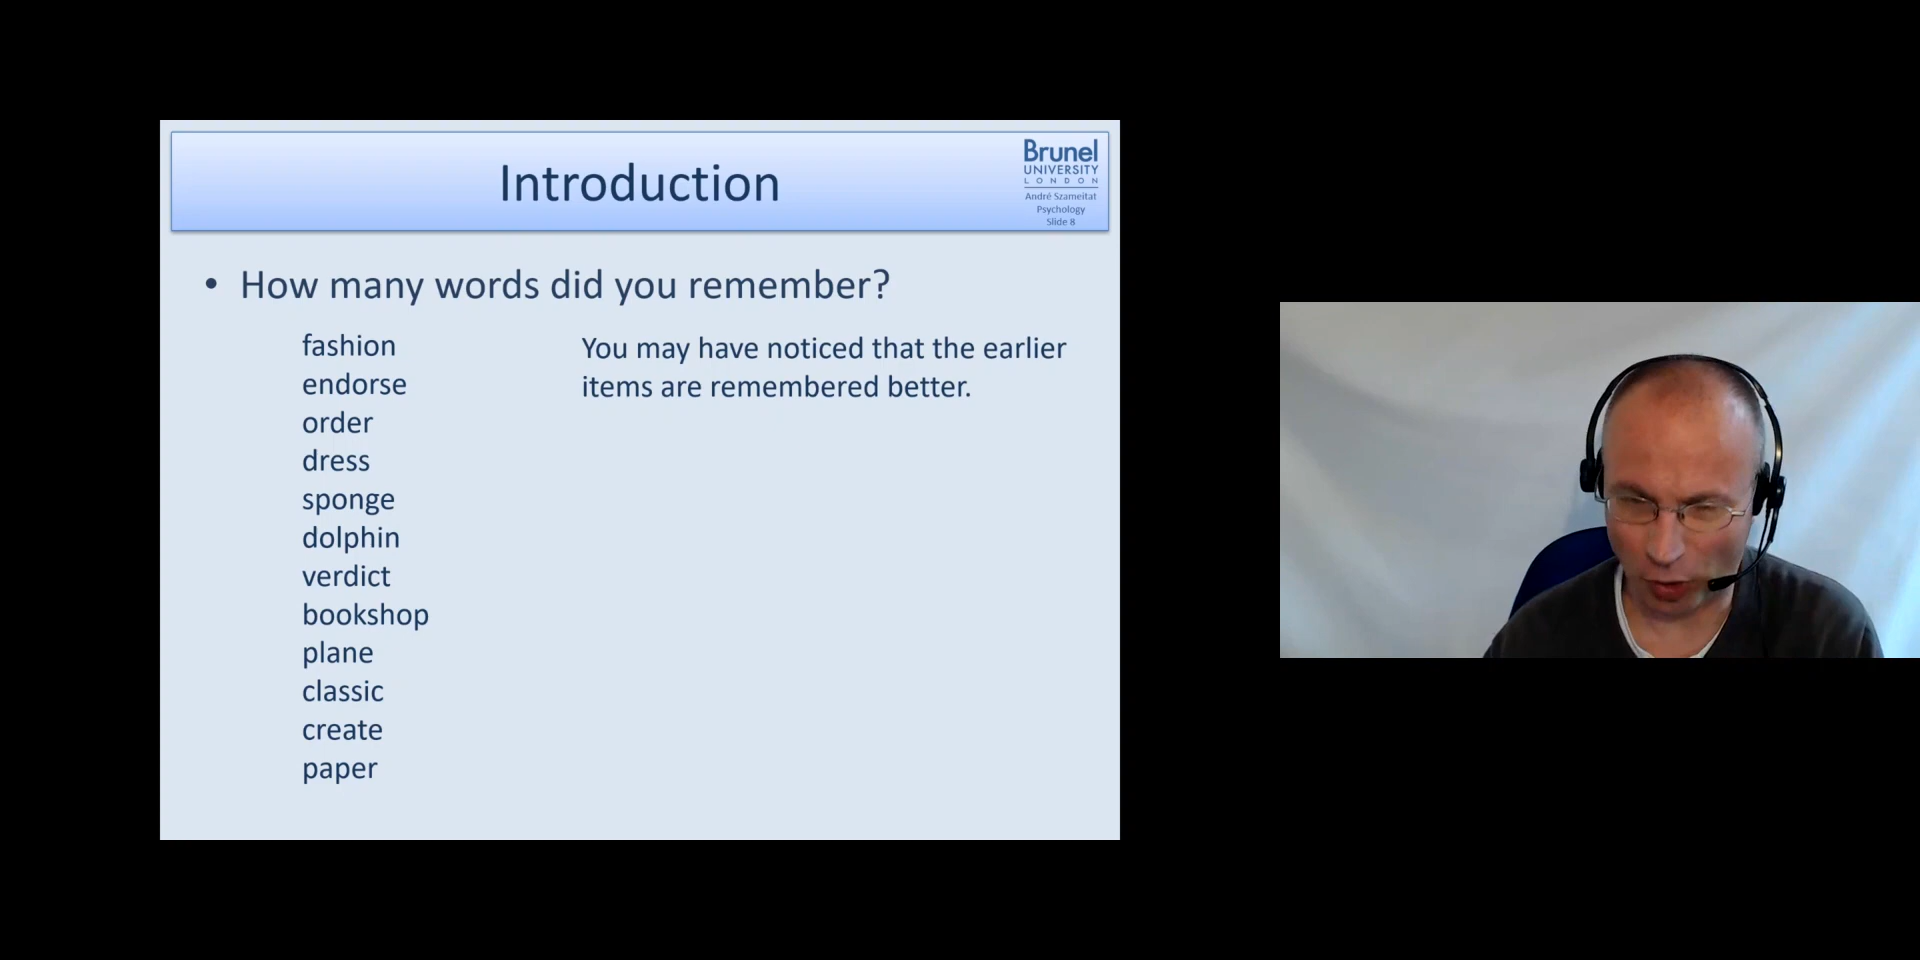 Introduction
Brunel
UNIVERSITY
LONDON
André Szameitat
Psychology
Slide 8
• How many words did you remember?
fashion
endorse
order
dress
sponge
dolphin
verdict
bookshop
plane
classic
create
paper
You may have noticed that the earlier
items are remembered better.